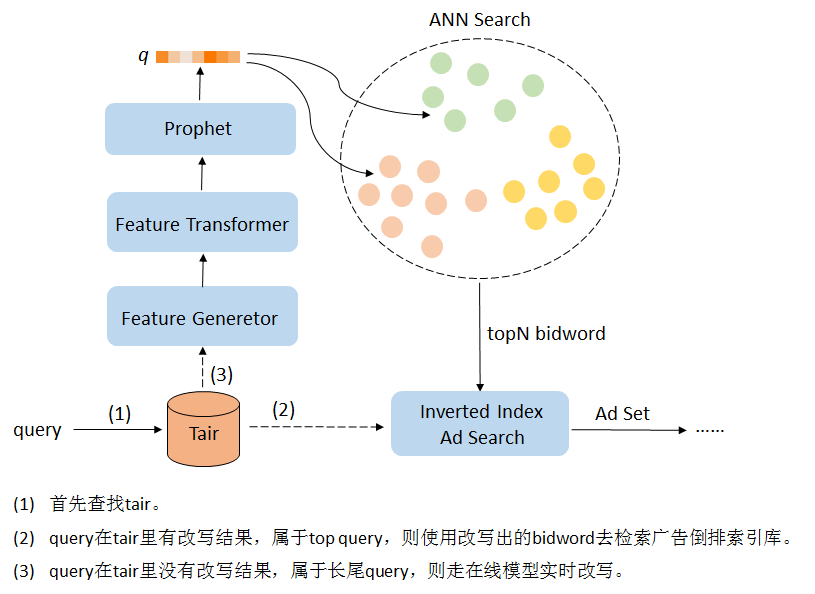 ANN Search
q
Prophet
Feature Transformer
Feature Generetor
topN bidword
(3)
(1)
(2)
query
Tair
Inverted Index
Ad Search
Ad Set
......
(1) 首先查找tair。
(2) query在tair里有改写结果，属于top query，则使用改写出的bidword去检索广告倒排索引库。
(3) query在tair里没有改写结果，属于长尾query，则走在线模型实时改写。